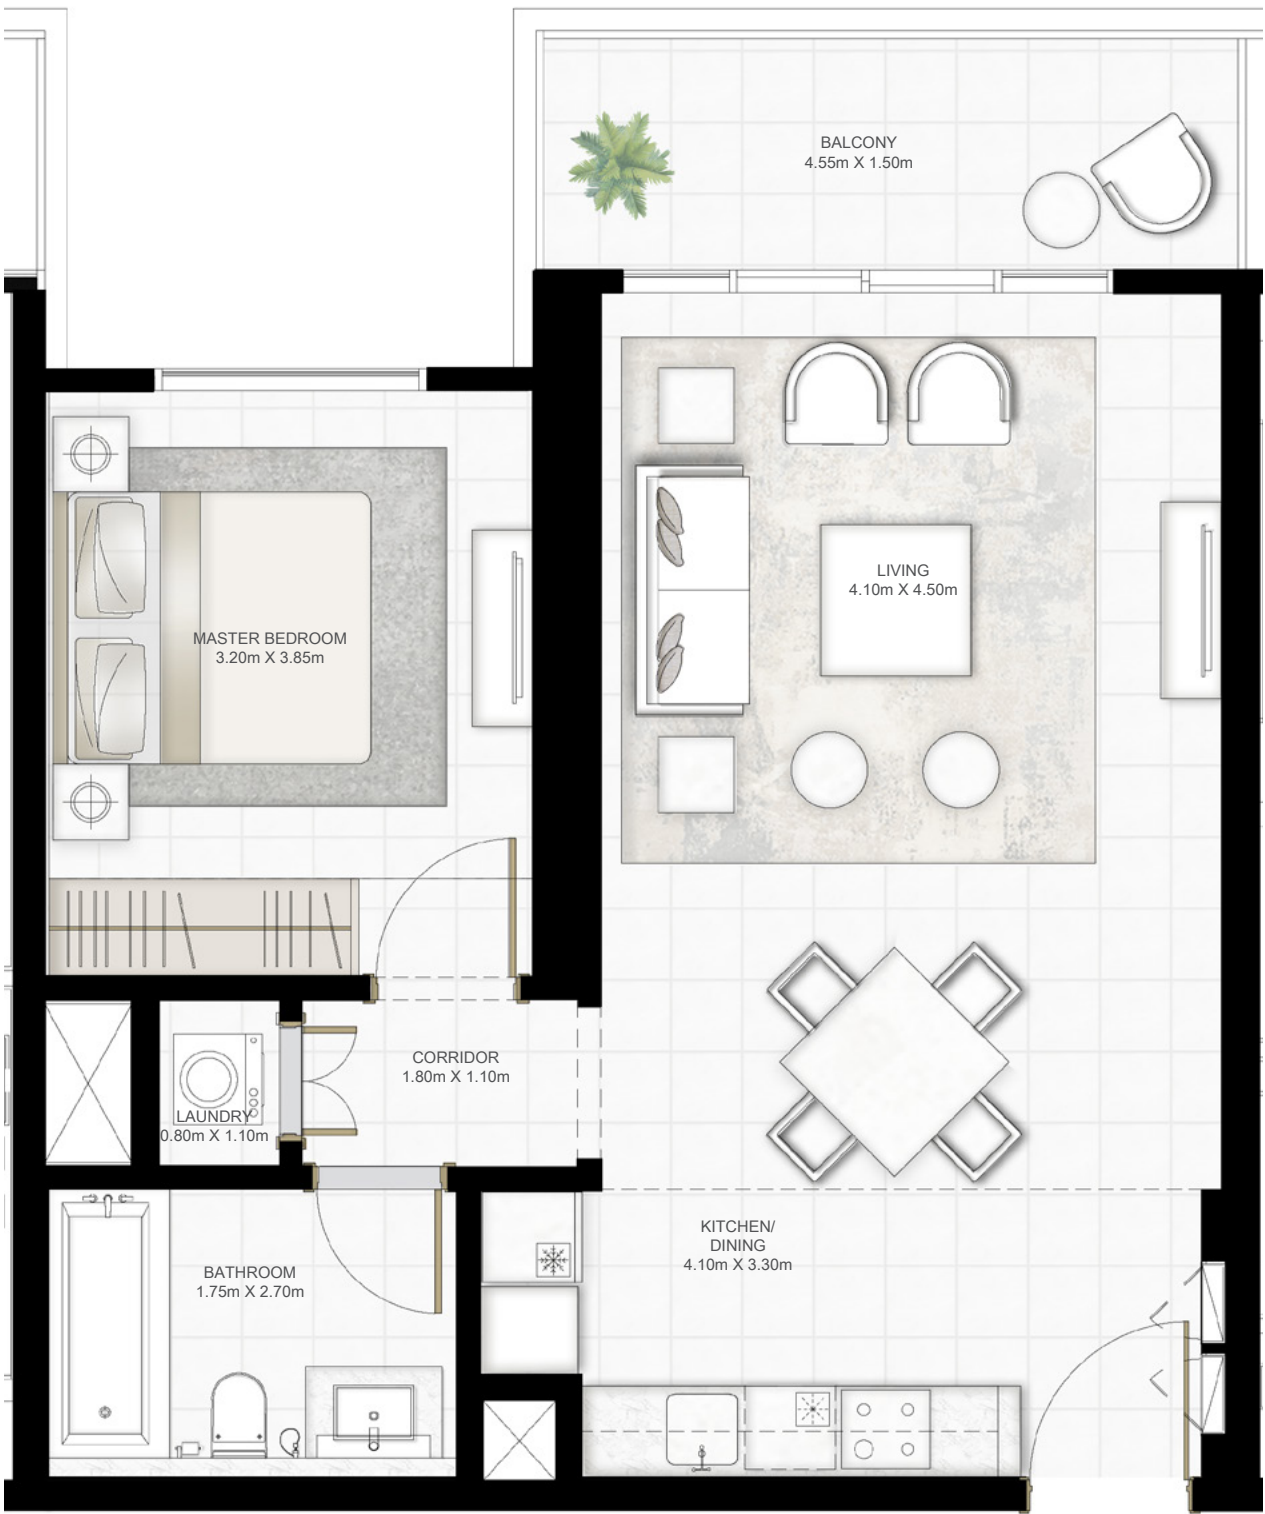 BALCONY
4.55m X 1.50m
LIVING
4.10m X 4.50m
MASTER BEDROOM
3.20m X 3.85m
CORRIDOR
1.80m X 1.10m
LAUNDRY
0.80m X 1.10m
KITCHEN/
DINING
4.10m X 3.30m
BATHROOM
1.75m X 2.70m